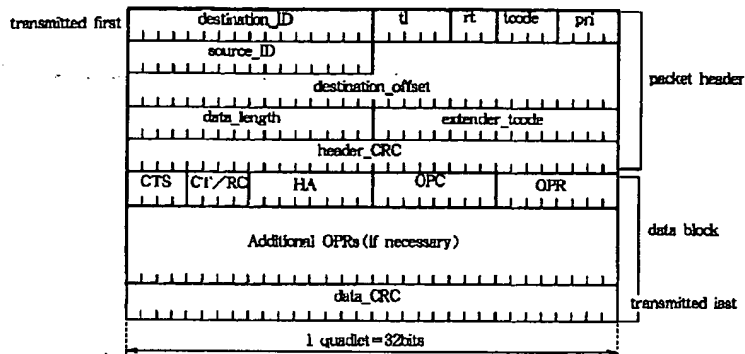 transmitted first
destination_ID tl rt tcode pri
source_ID
destination_offset
packet header
data_length extender_tcode
header_CRC
CTS CT/RC HA OPC OPR
data block
Additional OPRs (if necessary)
data_CRC
transmitted last
1 quadlet=32bits